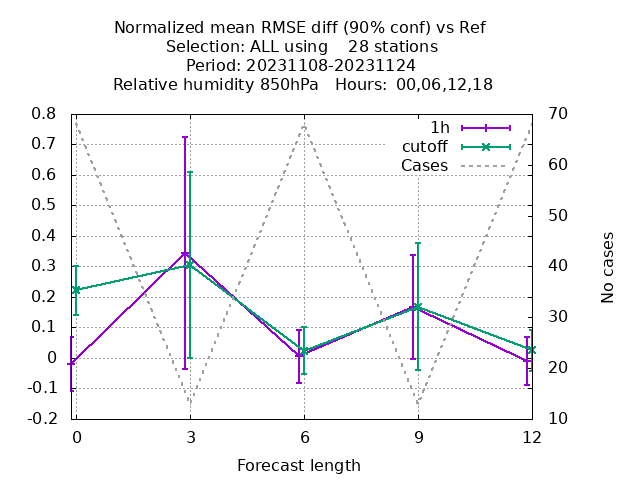 Normalized mean RMSE diff (90% conf) vs Ref
Selection: ALL using    28 stations
Period: 20231108-20231124
Relative humidity 850hPa   Hours: 00,06,12,18
0.8
0.7
0.6
0.5
0.4
0.3
0.2
0.1
0
-0.1
-0.2
1h
cutoff
Cases
70
60
50
40
30
20
10
No cases
0 3 6 9 12
Forecast length